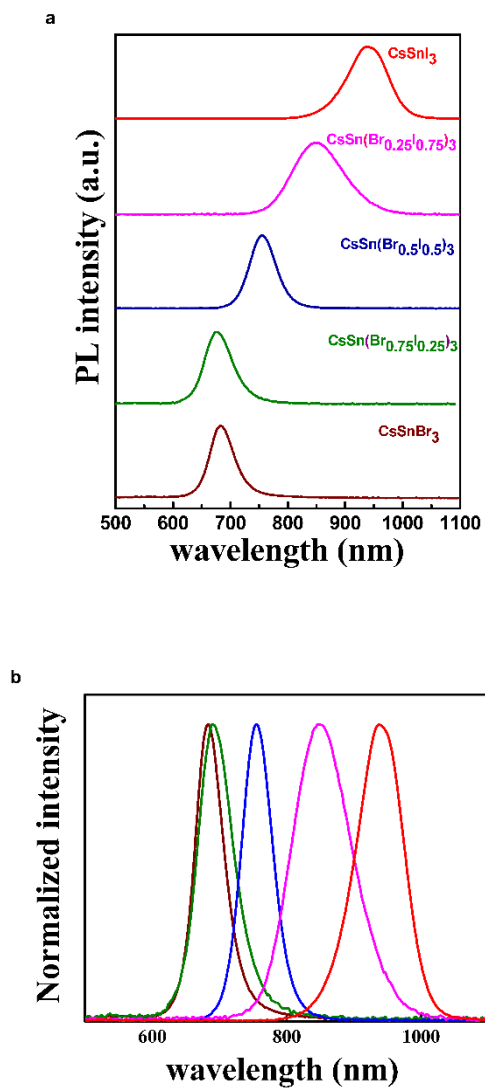 a
CsSnI3
CsSn(Br0.25I0.75)3
CsSn(Br0.5I0.5)3
CsSn(Br0.75I0.25)3
CsSnBr3
PL intensity (a.u.)
500 600 700 800 900 1000 1100
wavelength (nm)
b
Normalized intensity
600 800 1000
wavelength (nm)